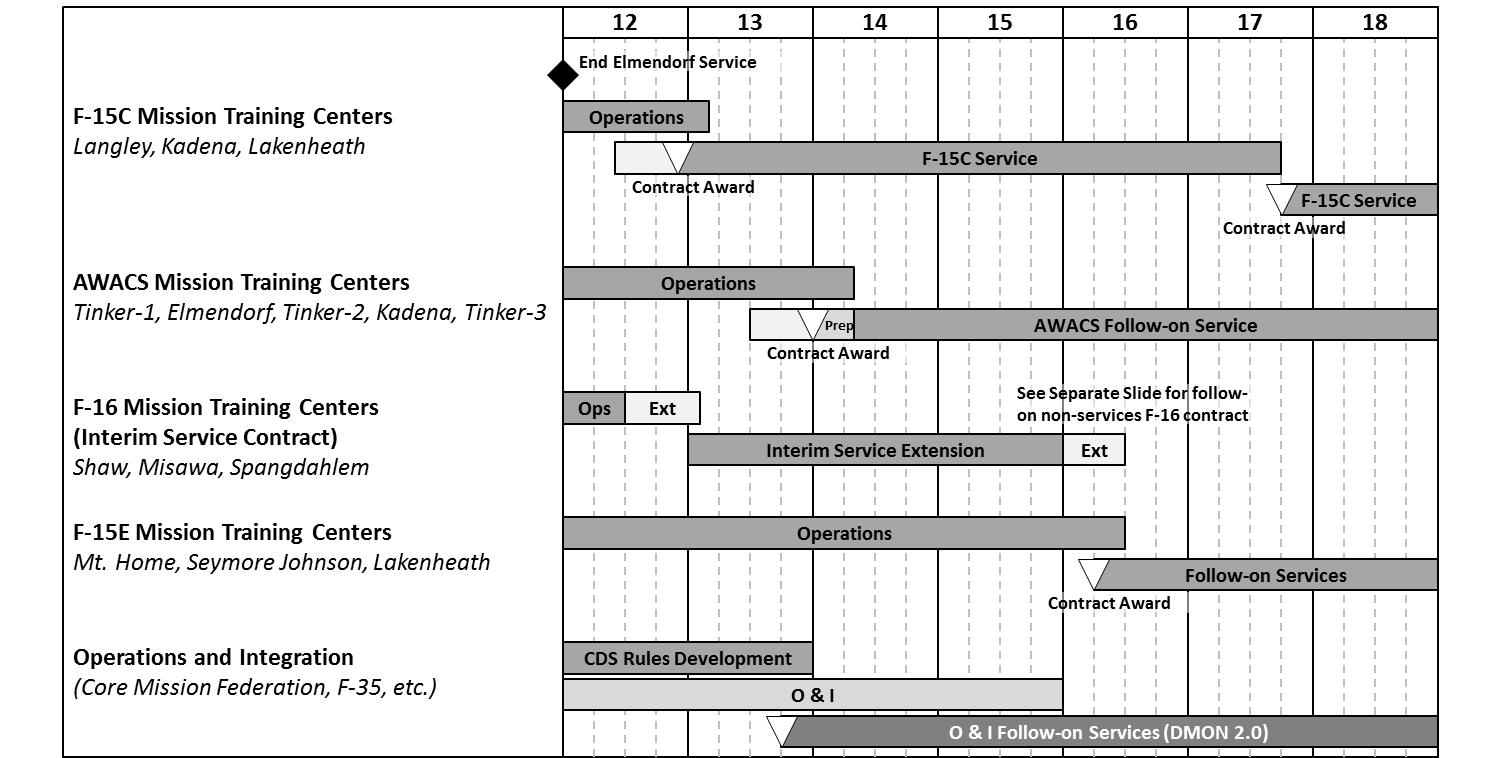 12 13 14 15 16 17 18
End Elmendorf Service
F-15C Mission Training Centers
Langley, Kadena, Lakenheath
Operations
F-15C Service
Contract Award
F-15C Service
Contract Award
AWACS Mission Training Centers
Tinker-1, Elmendorf, Tinker-2, Kadena, Tinker-3
Operations
Prep
AWACS Follow-on Service
Contract Award
F-16 Mission Training Centers
(Interim Service Contract)
Shaw, Misawa, Spangdahlem
Ops
Ext
See Separate Slide for follow-
on non-services F-16 contract
Interim Service Extension
Ext
F-15E Mission Training Centers
Mt. Home, Seymore Johnson, Lakenheath
Operations
Follow-on Services
Contract Award
Operations and Integration
(Core Mission Federation, F-35, etc.)
CDS Rules Development
O & I
O & I Follow-on Services (DMON 2.0)